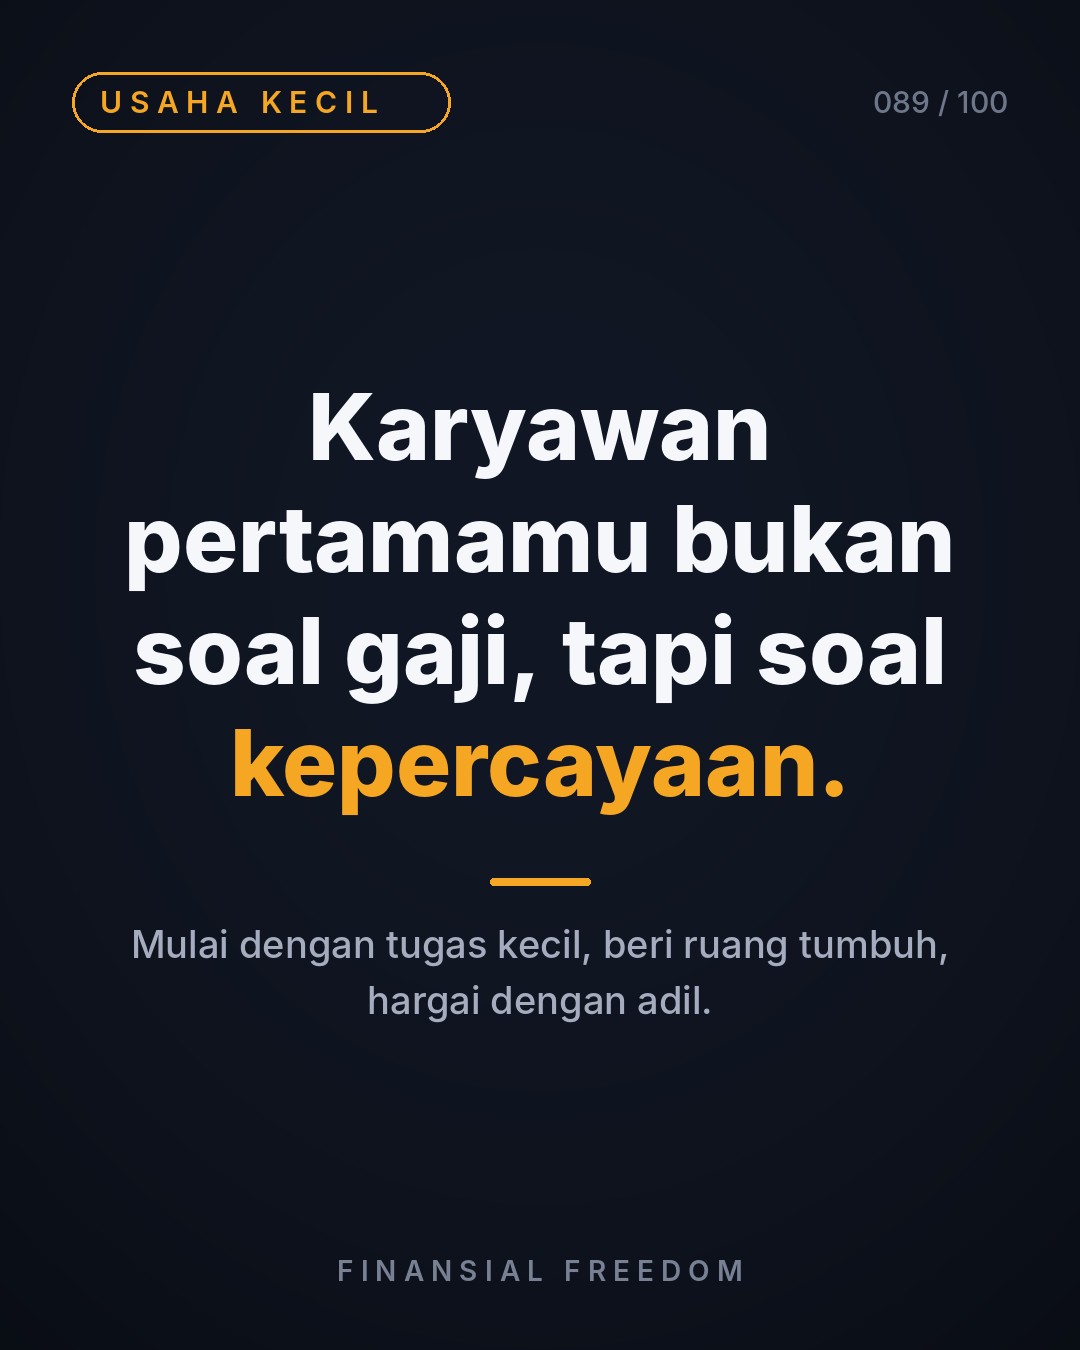 USAHA KECIL
089 / 100
Karyawan
pertamamu bukan
soal gaji, tapi soal
kepercayaan.
Mulai dengan tugas kecil, beri ruang tumbuh,
hargai dengan adil.
FINANSIAL FREEDOM